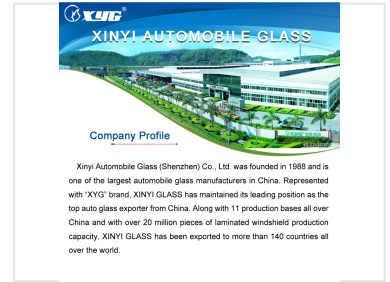 XYG®
XINYI AUTOMOBILE GLASS
Company Profile
Xinyi Automobile Glass (Shenzhen) Co., Ltd. was founded in 1988 and is
one of the largest automobile glass manufacturers in China. Represented
with "XYG" brand, XINYI GLASS has maintained its leading position as the
top auto glass exporter from China. Along with 11 production bases all over
China and with over 20 million pieces of laminated windshield production
capacity, XINYI GLASS has been exported to more than 140 countries all
over the world.